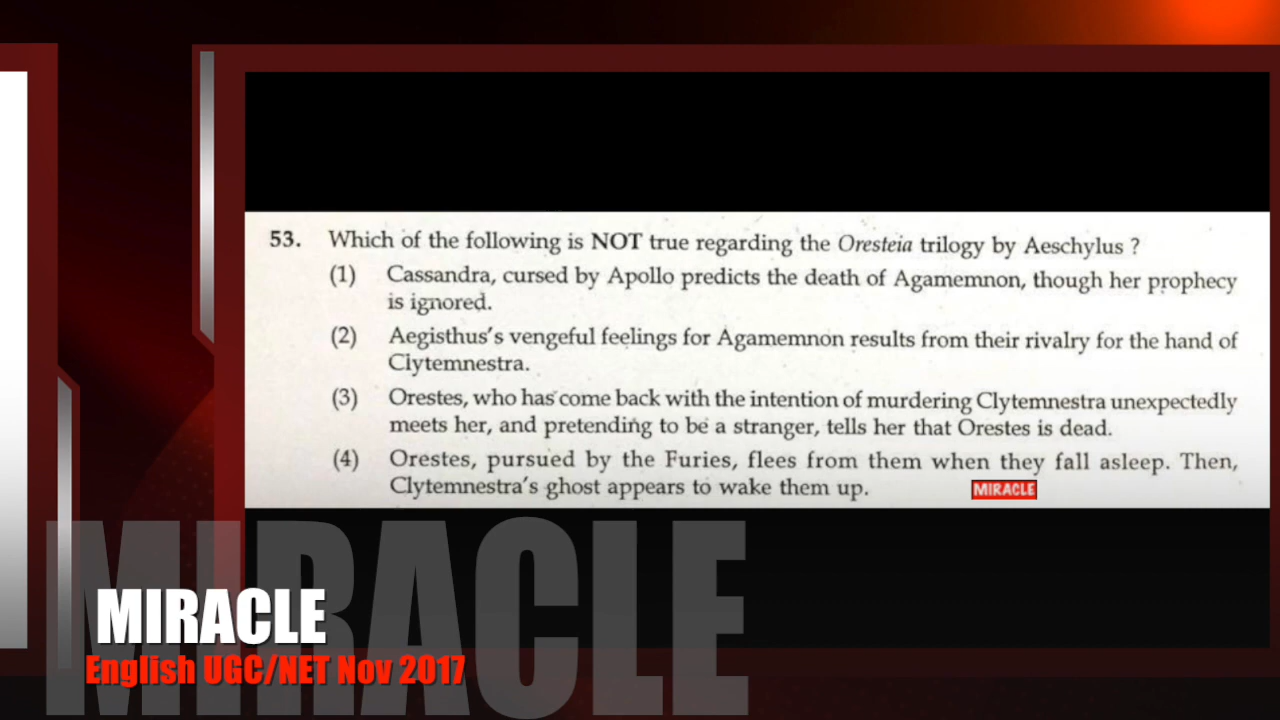 53. Which of the following is NOT true regarding the Oresteia trilogy by Aeschylus ?
(1) Cassandra, cursed by Apollo predicts the death of Agamemnon, though her prophecy
is ignored.
(2) Aegisthus's vengeful feelings for Agamemnon results from their rivalry for the hand of
Clytemnestra.
(3) Orestes, who has come back with the intention of murdering Clytemnestra unexpectedly
meets her, and pretending to be a stranger, tells her that Orestes is dead.
(4) Orestes, pursued by the Furies, flees from them when they fall asleep. Then,
Clytemnestra's ghost appears to wake them up.
MIRACLE
MIRACLE
MIRACLE
English UGC/NET Nov 2017